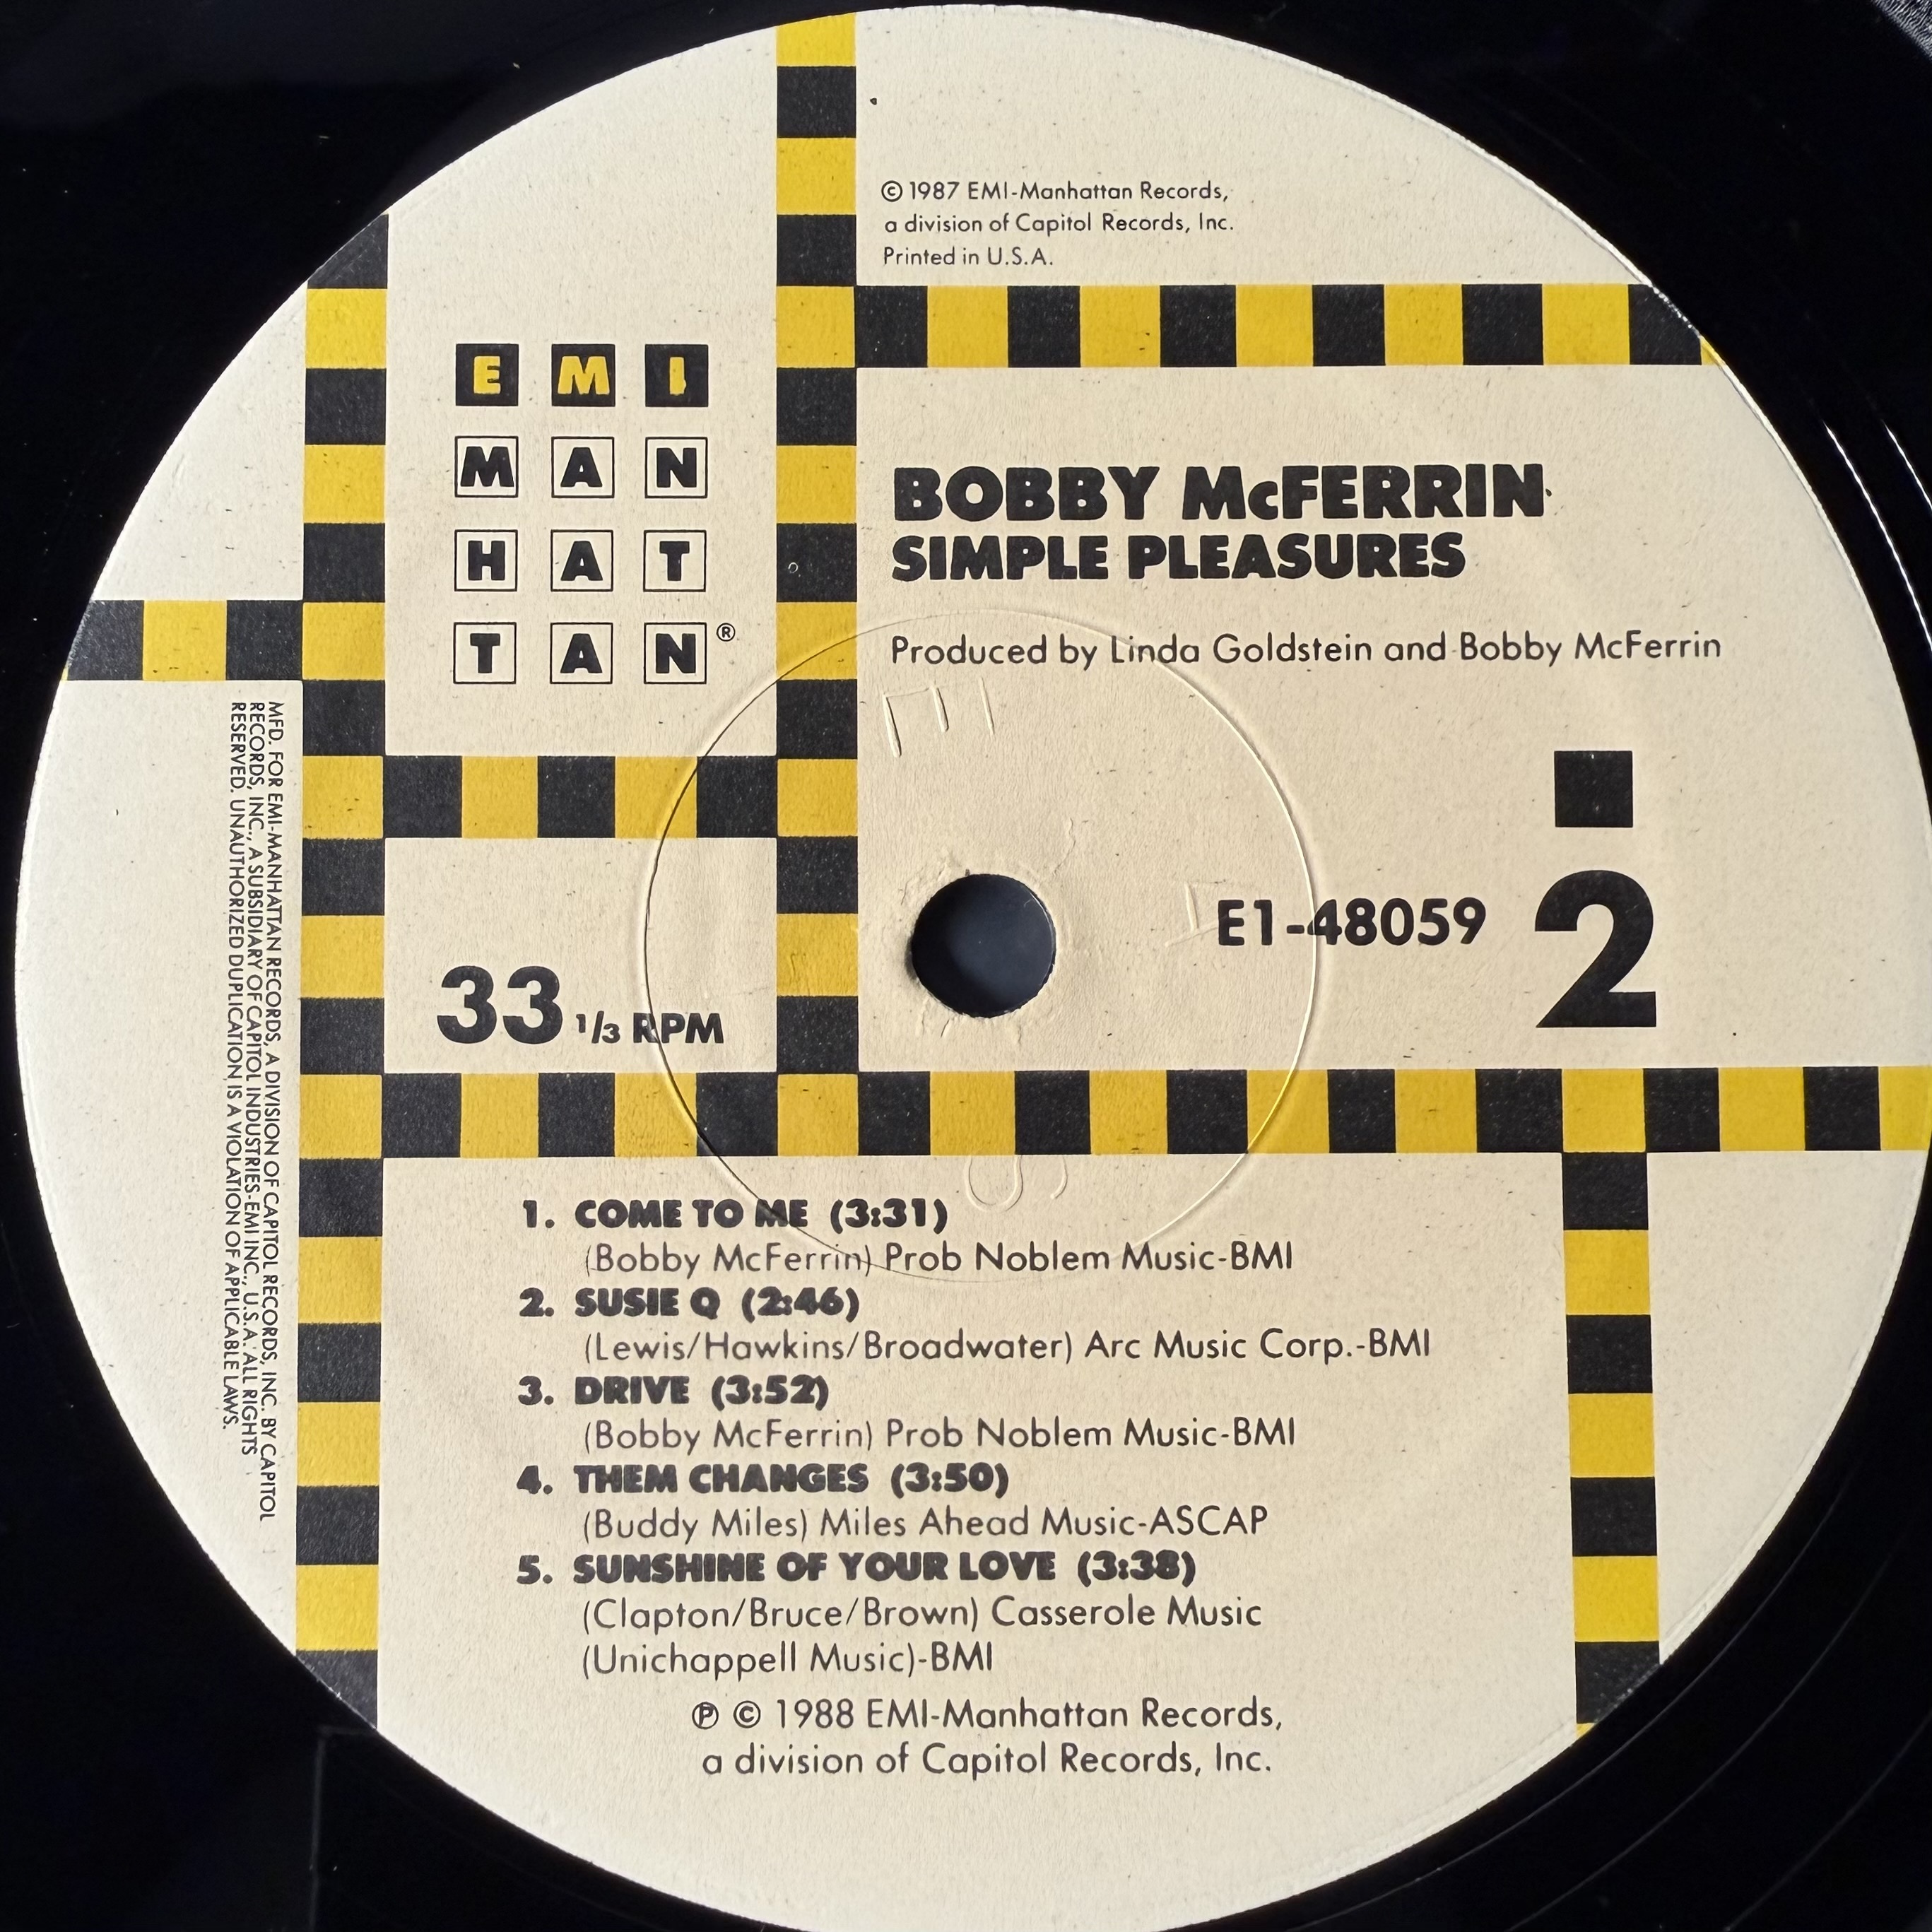 © 1987 EMI-Manhattan Records,
a division of Capitol Records, Inc.
Printed in U.S.A.
E M I
M A N
H A T
T A N ®
BOBBY McFERRIN
SIMPLE PLEASURES
Produced by Linda Goldstein and Bobby McFerrin
E1-48059
2
33 1/3 RPM
MFD. FOR EMI-MANHATTAN RECORDS, A DIVISION OF CAPITOL RECORDS, INC. BY CAPITOL
RECORDS, INC., A SUBSIDIARY OF CAPITOL INDUSTRIES-EMI INC., U.S.A. ALL RIGHTS
RESERVED. UNAUTHORIZED DUPLICATION IS A VIOLATION OF APPLICABLE LAWS.
1. COME TO ME (3:31)
(Bobby McFerrin) Prob Noblem Music-BMI
2. SUSIE Q (2:46)
(Lewis/Hawkins/Broadwater) Arc Music Corp.-BMI
3. DRIVE (3:52)
(Bobby McFerrin) Prob Noblem Music-BMI
4. THEM CHANGES (3:50)
(Buddy Miles) Miles Ahead Music-ASCAP
5. SUNSHINE OF YOUR LOVE (3:38)
(Clapton/Bruce/Brown) Casserole Music
(Unichappell Music)-BMI
℗ © 1988 EMI-Manhattan Records,
a division of Capitol Records, Inc.